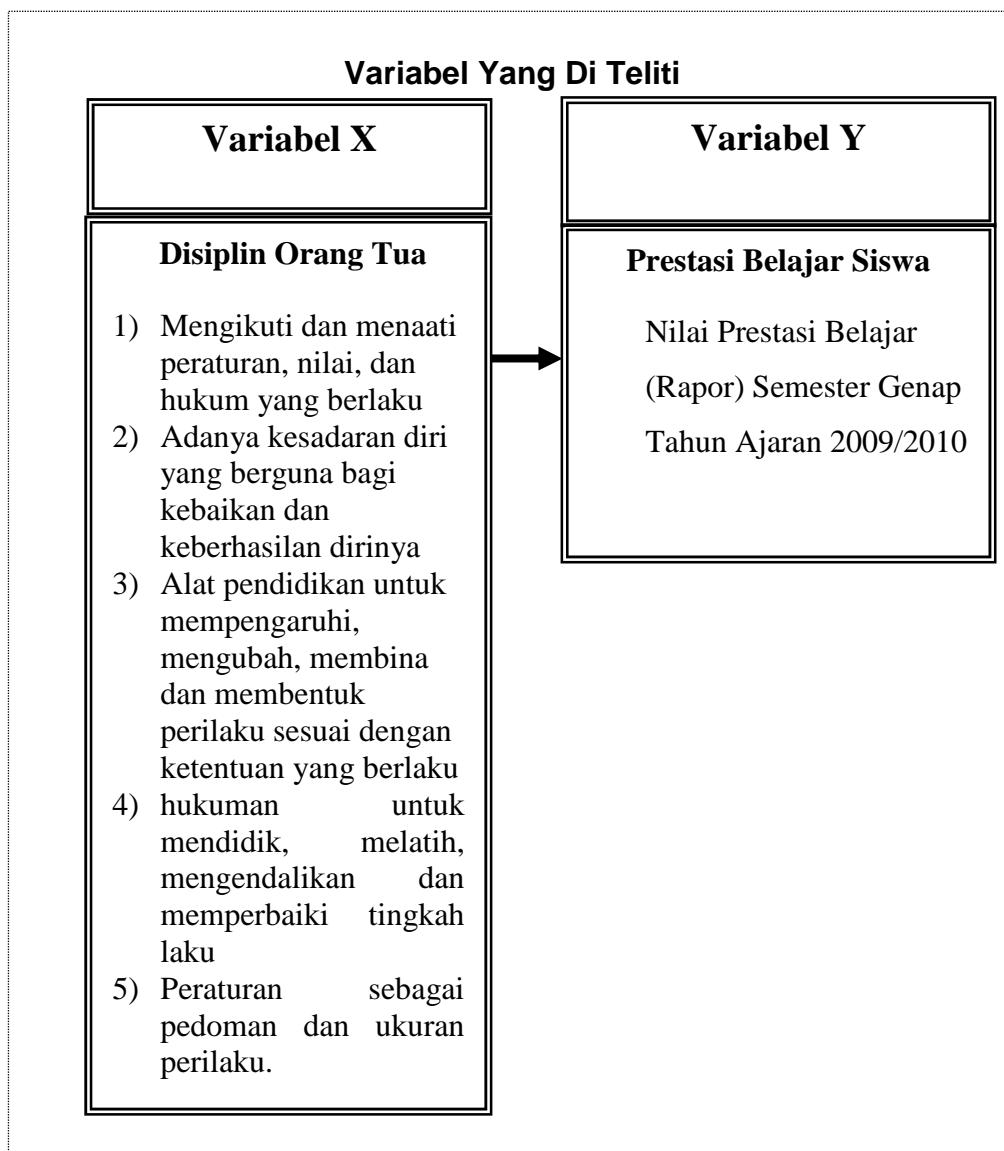 Variabel Yang Di Teliti
Variabel X
Disiplin Orang Tua
1) Mengikuti dan menaati
peraturan, nilai, dan
hukum yang berlaku
2) Adanya kesadaran diri
yang berguna bagi
kebaikan dan
keberhasilan dirinya
3) Alat pendidikan untuk
mempengaruhi,
mengubah, membina
dan membentuk
perilaku sesuai dengan
ketentuan yang berlaku
4) hukuman untuk
mendidik, melatih,
mengendalikan dan
memperbaiki tingkah
laku
5) Peraturan sebagai
pedoman dan ukuran
perilaku.
Variabel Y
Prestasi Belajar Siswa
Nilai Prestasi Belajar
(Rapor) Semester Genap
Tahun Ajaran 2009/2010